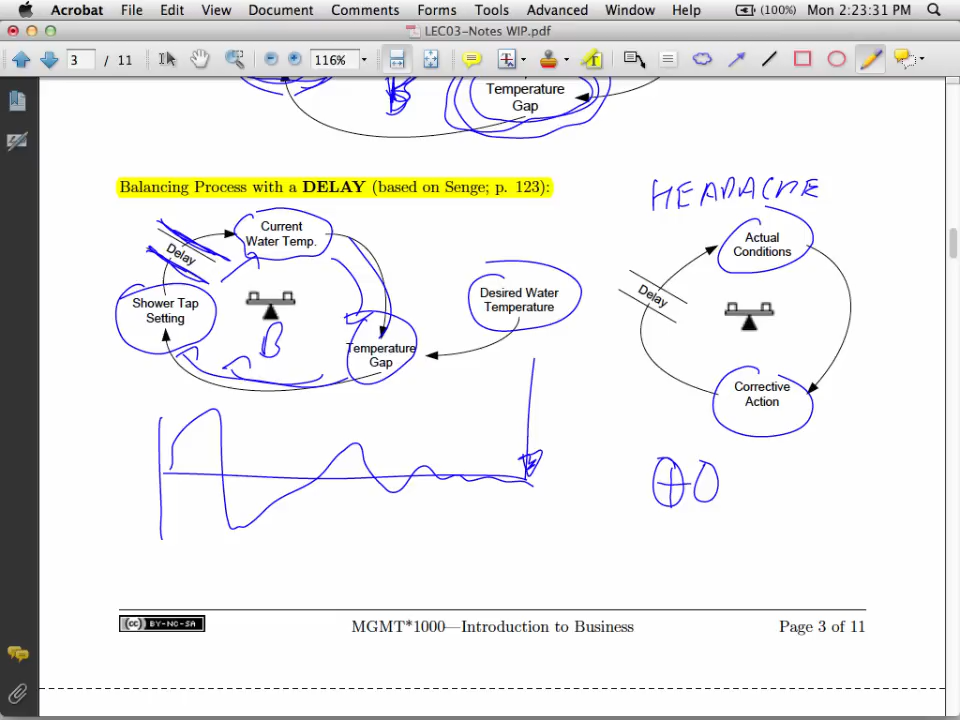 Acrobat File Edit View Document Comments Forms Tools Advanced Window Help (100%) Mon 2:23:31 PM
LEC03-Notes WIP.pdf
3 / 11 116%
B
Temperature
Gap
Balancing Process with a DELAY (based on Senge; p. 123):
HEADACHE
Current
Water Temp.
Delay
Shower Tap
Setting
B
Temperature
Gap
Desired Water
Temperature
Actual
Conditions
Delay
Corrective
Action
(cc) BY-NC-SA
MGMT*1000—Introduction to Business
Page 3 of 11